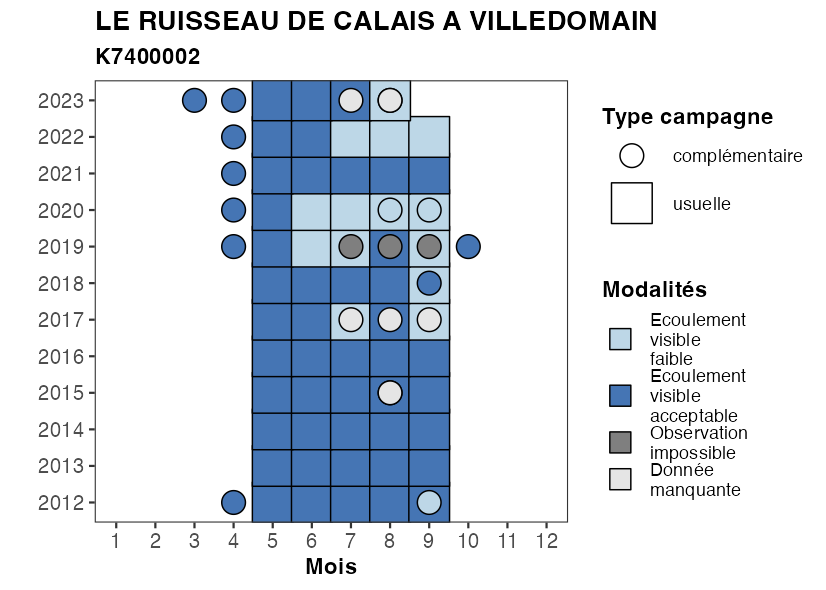 LE RUISSEAU DE CALAIS A VILLEDOMAIN
K7400002
2023
2022
2021
2020
2019
2018
2017
2016
2015
2014
2013
2012
1 2 3 4 5 6 7 8 9 10 11 12
Mois
Type campagne
complémentaire
usuelle
Modalités
Ecoulement
visible
faible
Ecoulement
visible
acceptable
Observation
impossible
Donnée
manquante